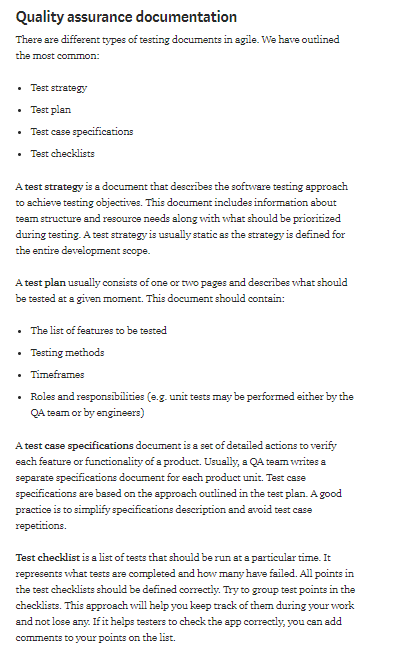 Quality assurance documentation
There are different types of testing documents in agile. We have outlined
the most common:
• Test strategy
• Test plan
• Test case specifications
• Test checklists
A test strategy is a document that describes the software testing approach
to achieve testing objectives. This document includes information about
team structure and resource needs along with what should be prioritized
during testing. A test strategy is usually static as the strategy is defined for
the entire development scope.
A test plan usually consists of one or two pages and describes what should
be tested at a given moment. This document should contain:
• The list of features to be tested
• Testing methods
• Timeframes
• Roles and responsibilities (e.g. unit tests may be performed either by the
QA team or by engineers)
A test case specifications document is a set of detailed actions to verify
each feature or functionality of a product. Usually, a QA team writes a
separate specifications document for each product unit. Test case
specifications are based on the approach outlined in the test plan. A good
practice is to simplify specifications description and avoid test case
repetitions.
Test checklist is a list of tests that should be run at a particular time. It
represents what tests are completed and how many have failed. All points in
the test checklists should be defined correctly. Try to group test points in the
checklists. This approach will help you keep track of them during your work
and not lose any. If it helps testers to check the app correctly, you can add
comments to your points on the list.